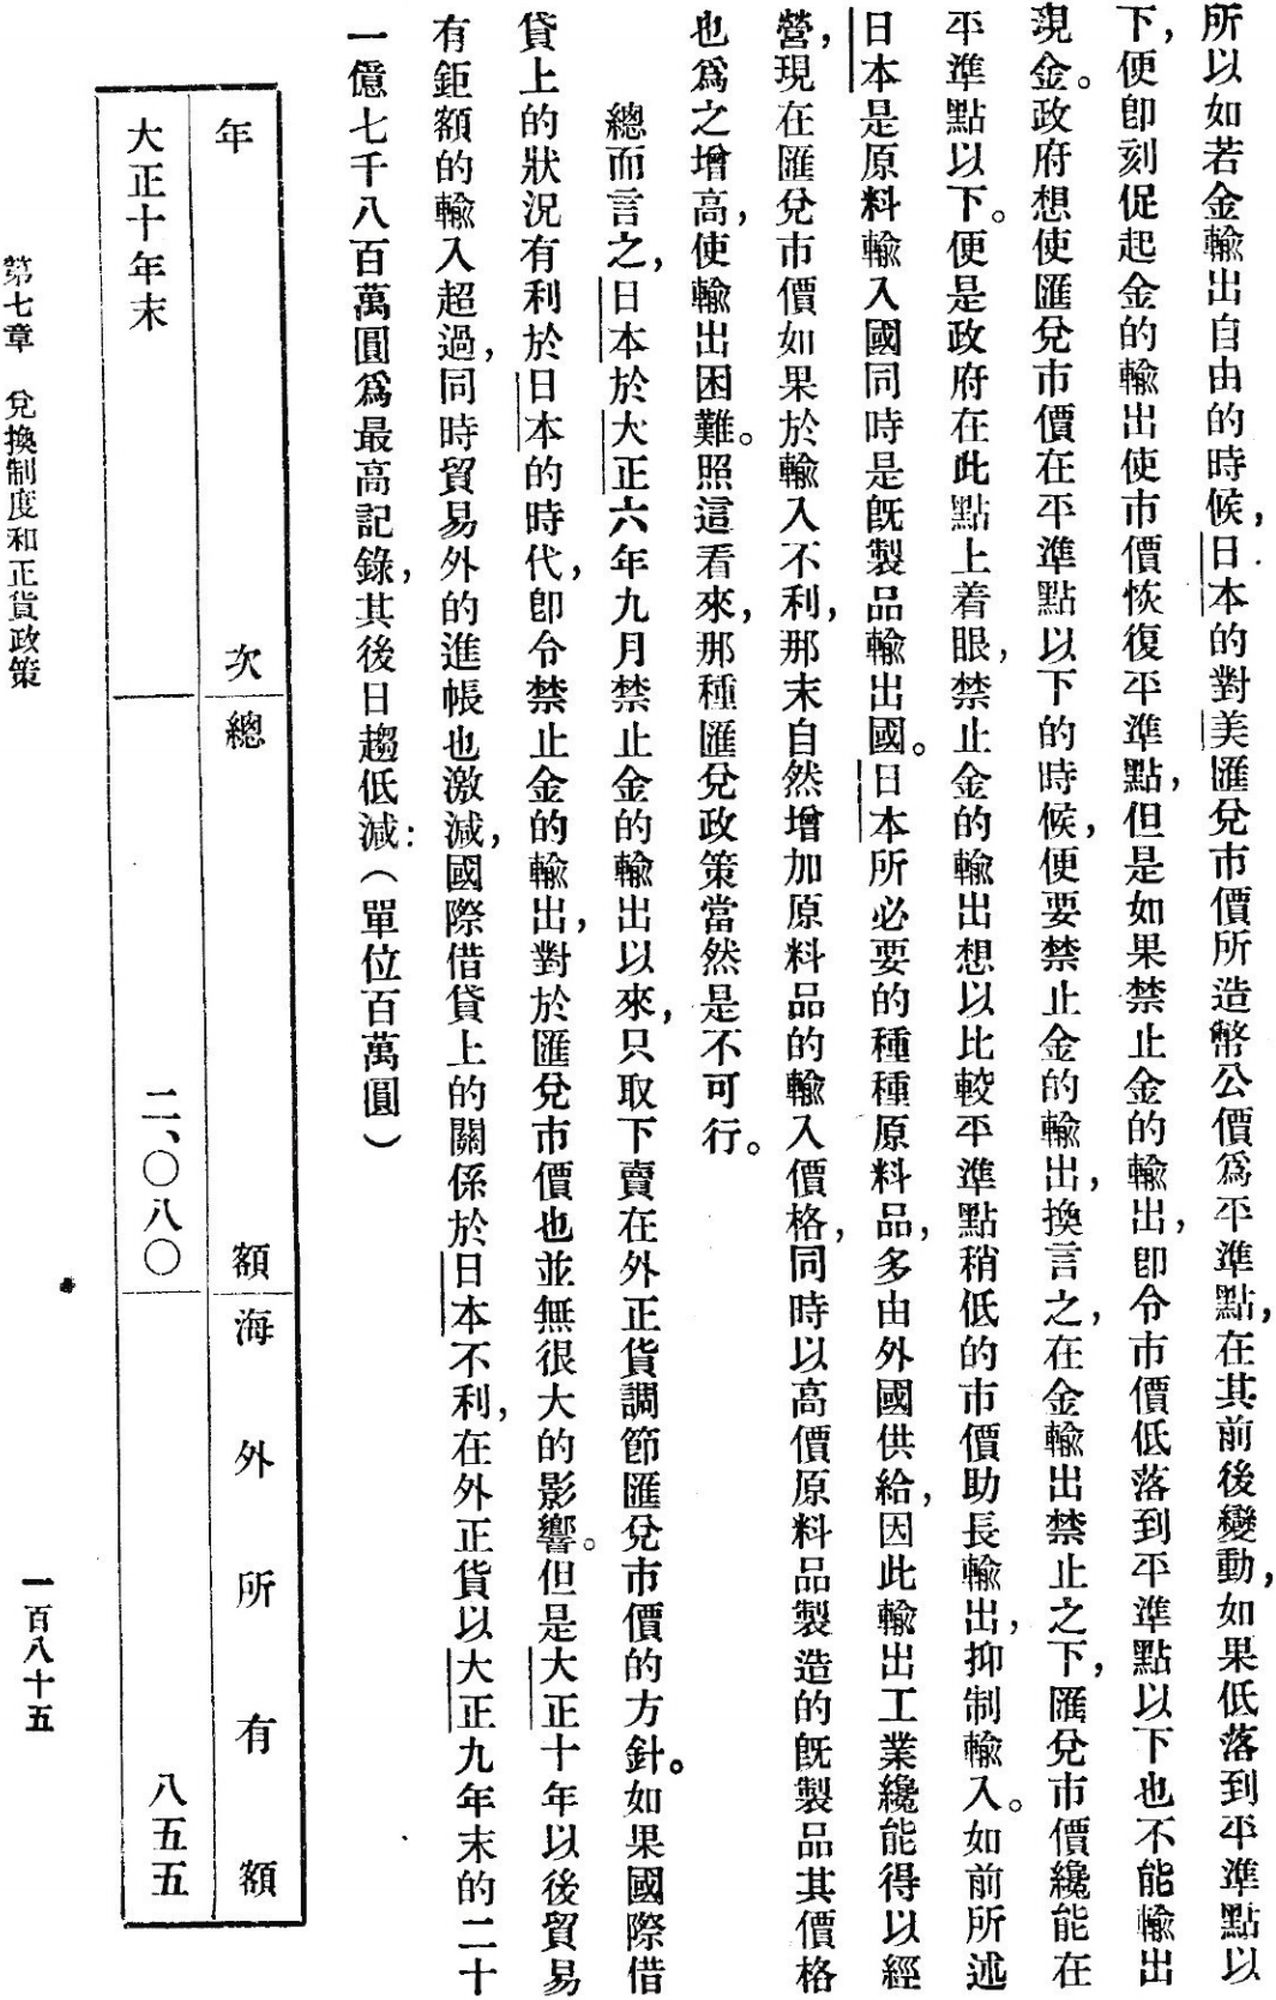 所以如若金輸出自由的時候，日本的對美匯兌市價所造幣公價爲平準點，在其前後變動，如果低落到平準點以
下，便卽刻促起金的輸出使市價恢復平準點，但是如果禁止金的輸出，卽令市價低落到平準點以下也不能輸出
現金。政府想使匯兌市價在平準點以下的時候，便要禁止金的輸出，換言之，在金輸出禁止之下，匯兌市價纔能在
平準點以下。便是政府在此點上着眼，禁止金的輸出想以比較平準點稍低的市價助長輸出，抑制輸入。如前所述
日本是原料輸入國同時是旣製品輸出國。日本所必要的種種原料品，多由外國供給，因此輸出工業纔能得以經
營，現在匯兌市價如果於輸入不利，那末自然增加原料品的輸入價格，同時以高價原料品製造的旣製品其價格
也爲之增高，使輸出困難。照這看來，那種匯兌政策當然是不可行。
總而言之，日本於大正六年九月禁止金的輸出以來，只取下賣在外正貨調節匯兌市價的方針。如果國際借
貸上的狀況有利於日本的時代，卽令禁止金的輸出，對於匯兌市價也並無很大的影響。但是大正十年以後貿易
有鉅額的輸入超過，同時貿易外的進帳也激減，國際借貸上的關係於日本不利，在外正貨以大正九年末的二十
一億七千八百萬圓爲最高記錄，其後日趨低減：（單位百萬圓）
年次　總額　海外所有額
大正十年末　二、〇八〇　八五五
第七章　兌換制度和正貨政策　一百八十五